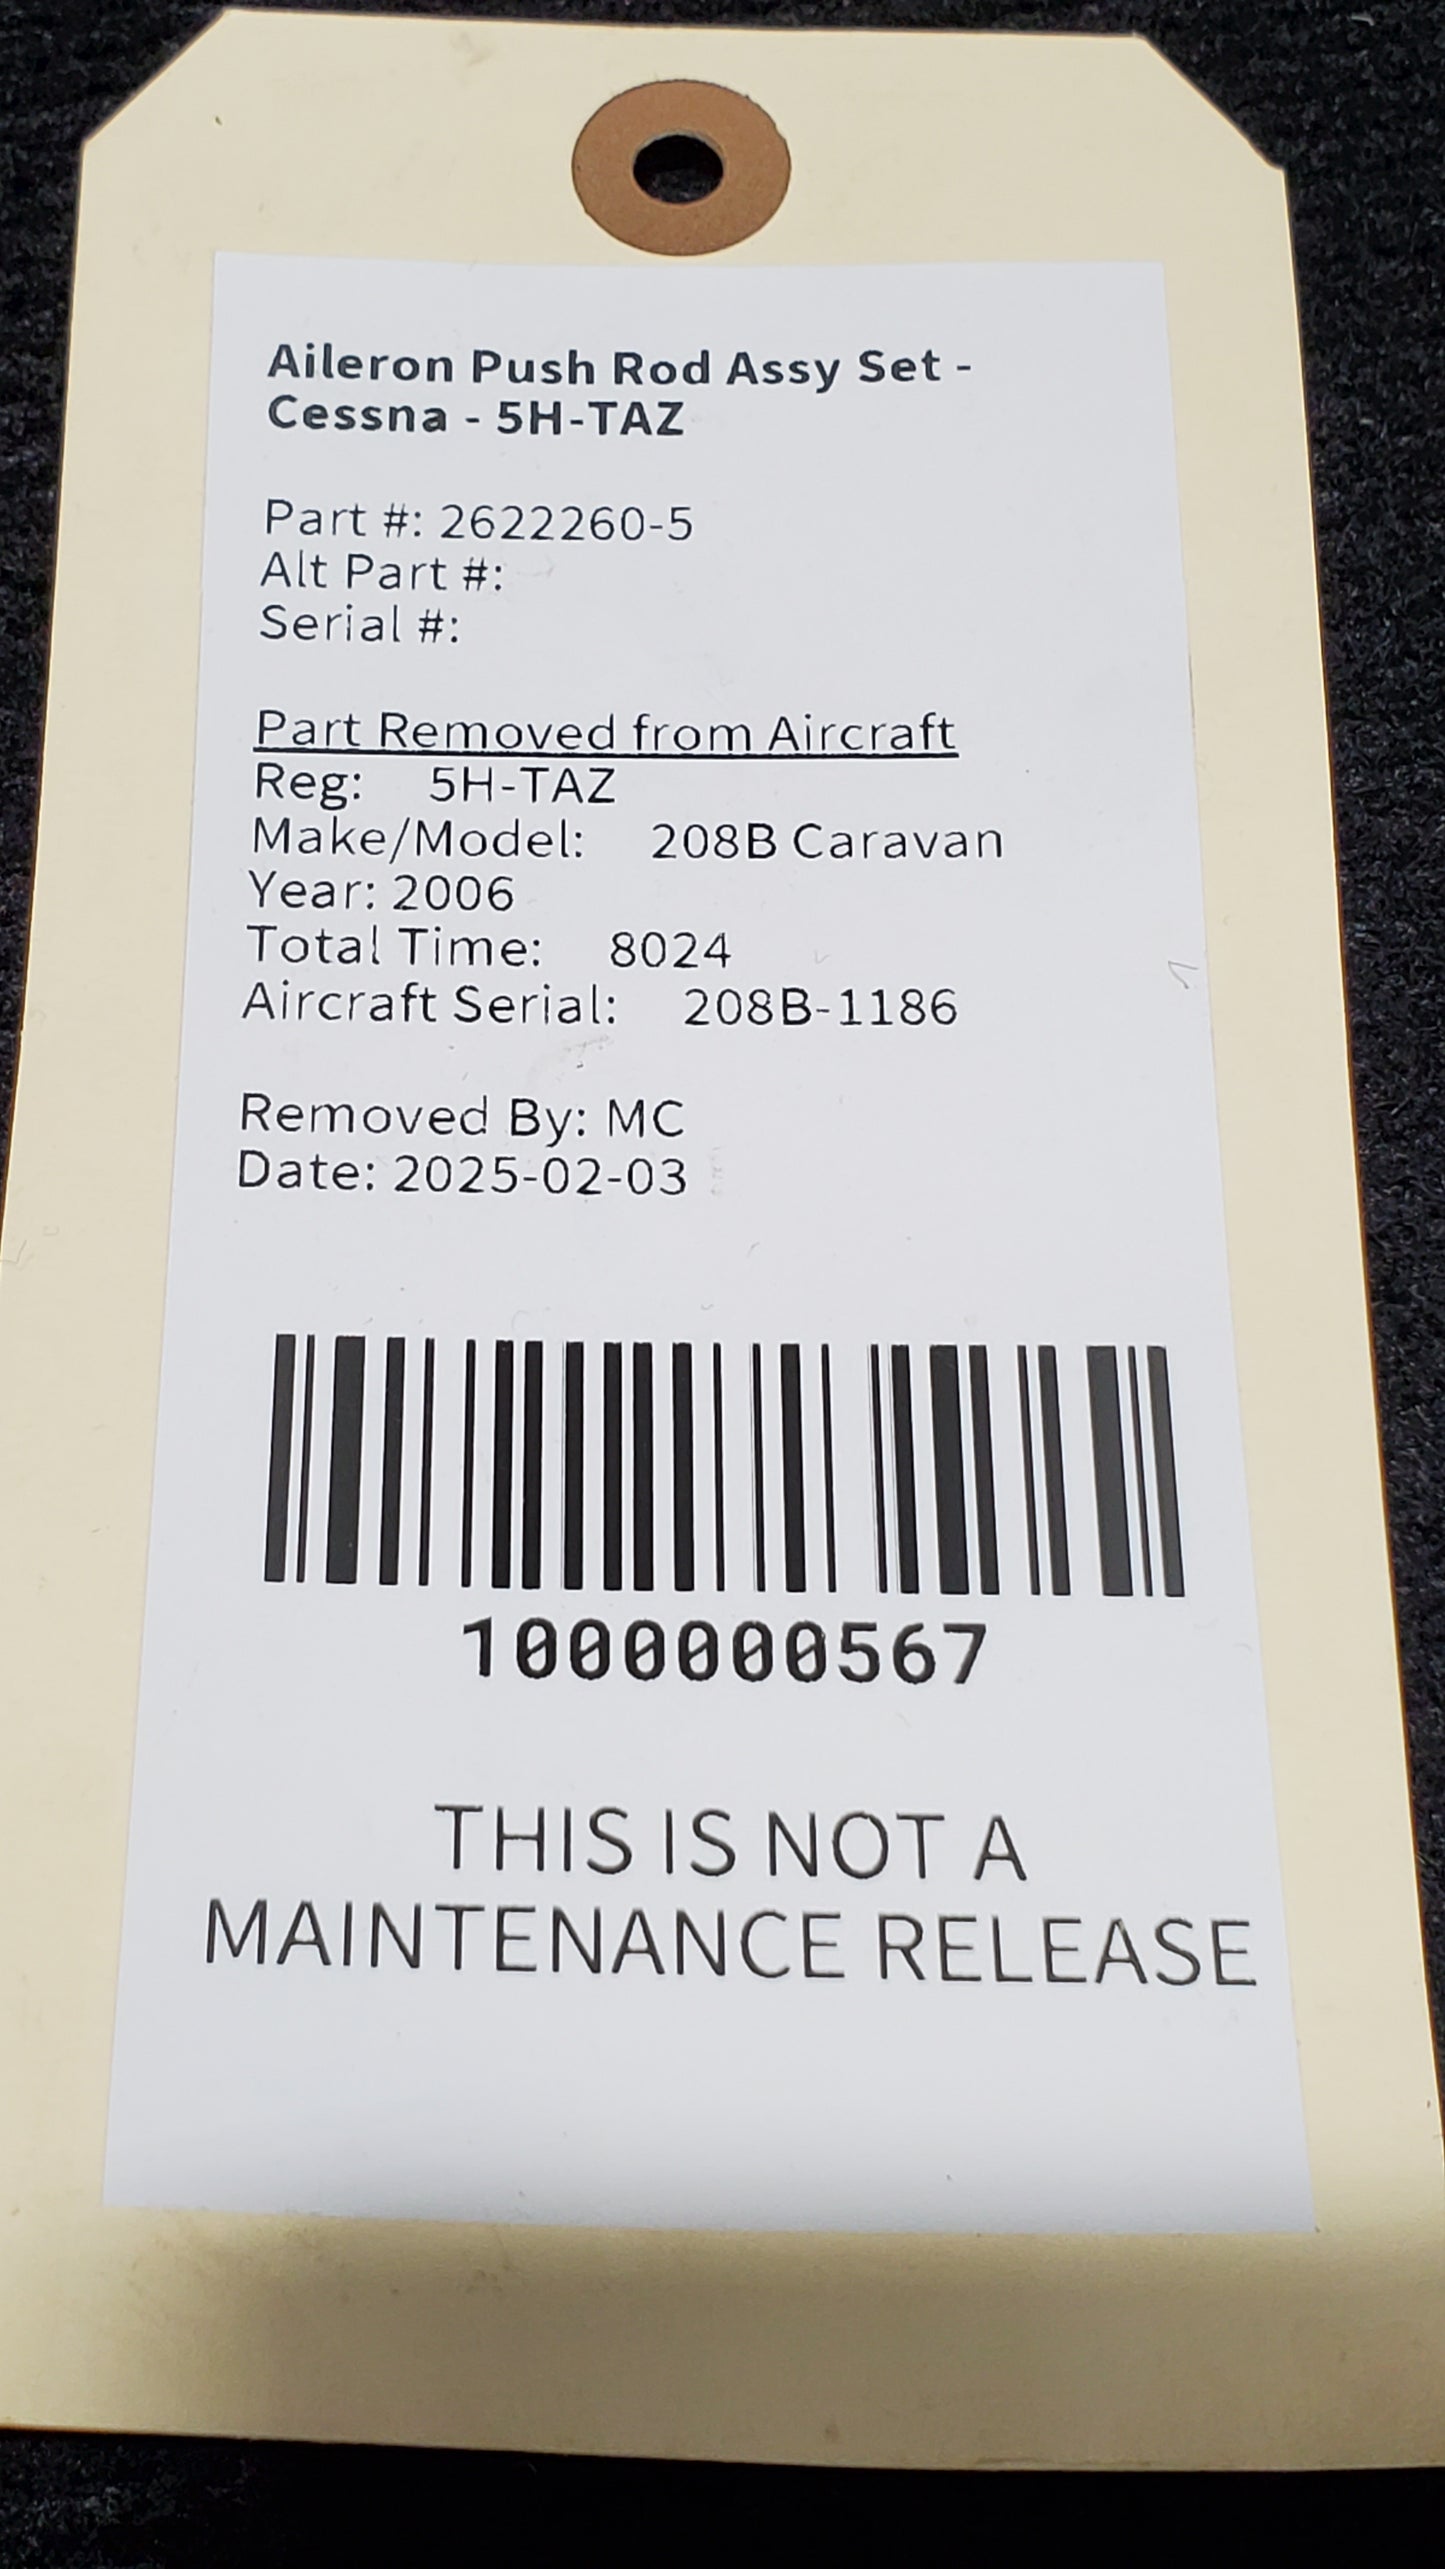 Aileron Push Rod Assy Set -
Cessna - 5H-TAZ
Part #: 2622260-5
Alt Part #:
Serial #:
Part Removed from Aircraft
Reg: 5H-TAZ
Make/Model: 208B Caravan
Year: 2006
Total Time: 8024
Aircraft Serial: 208B-1186
Removed By: MC
Date: 2025-02-03
1000000567
THIS IS NOT A
MAINTENANCE RELEASE